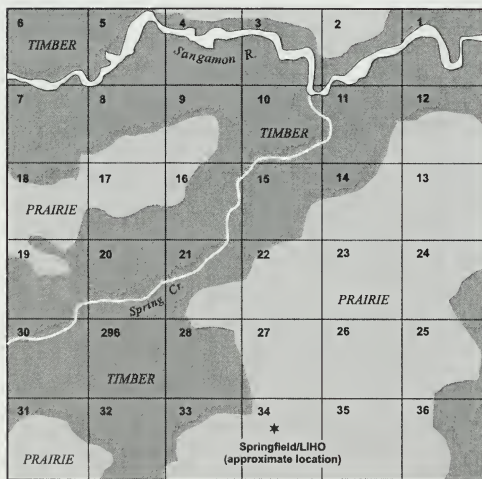 6 5 4 3 2 1
TIMBER
Sangamon R.
7 8 9 10 11 12
TIMBER
18 17 16 15 14 13
PRAIRIE
19 20 21 22 23 24
Spring Cr.
PRAIRIE
30 296 28 27 26 25
TIMBER
31 32 33 34 35 36
Springfield/LIHO
(approximate location)
PRAIRIE